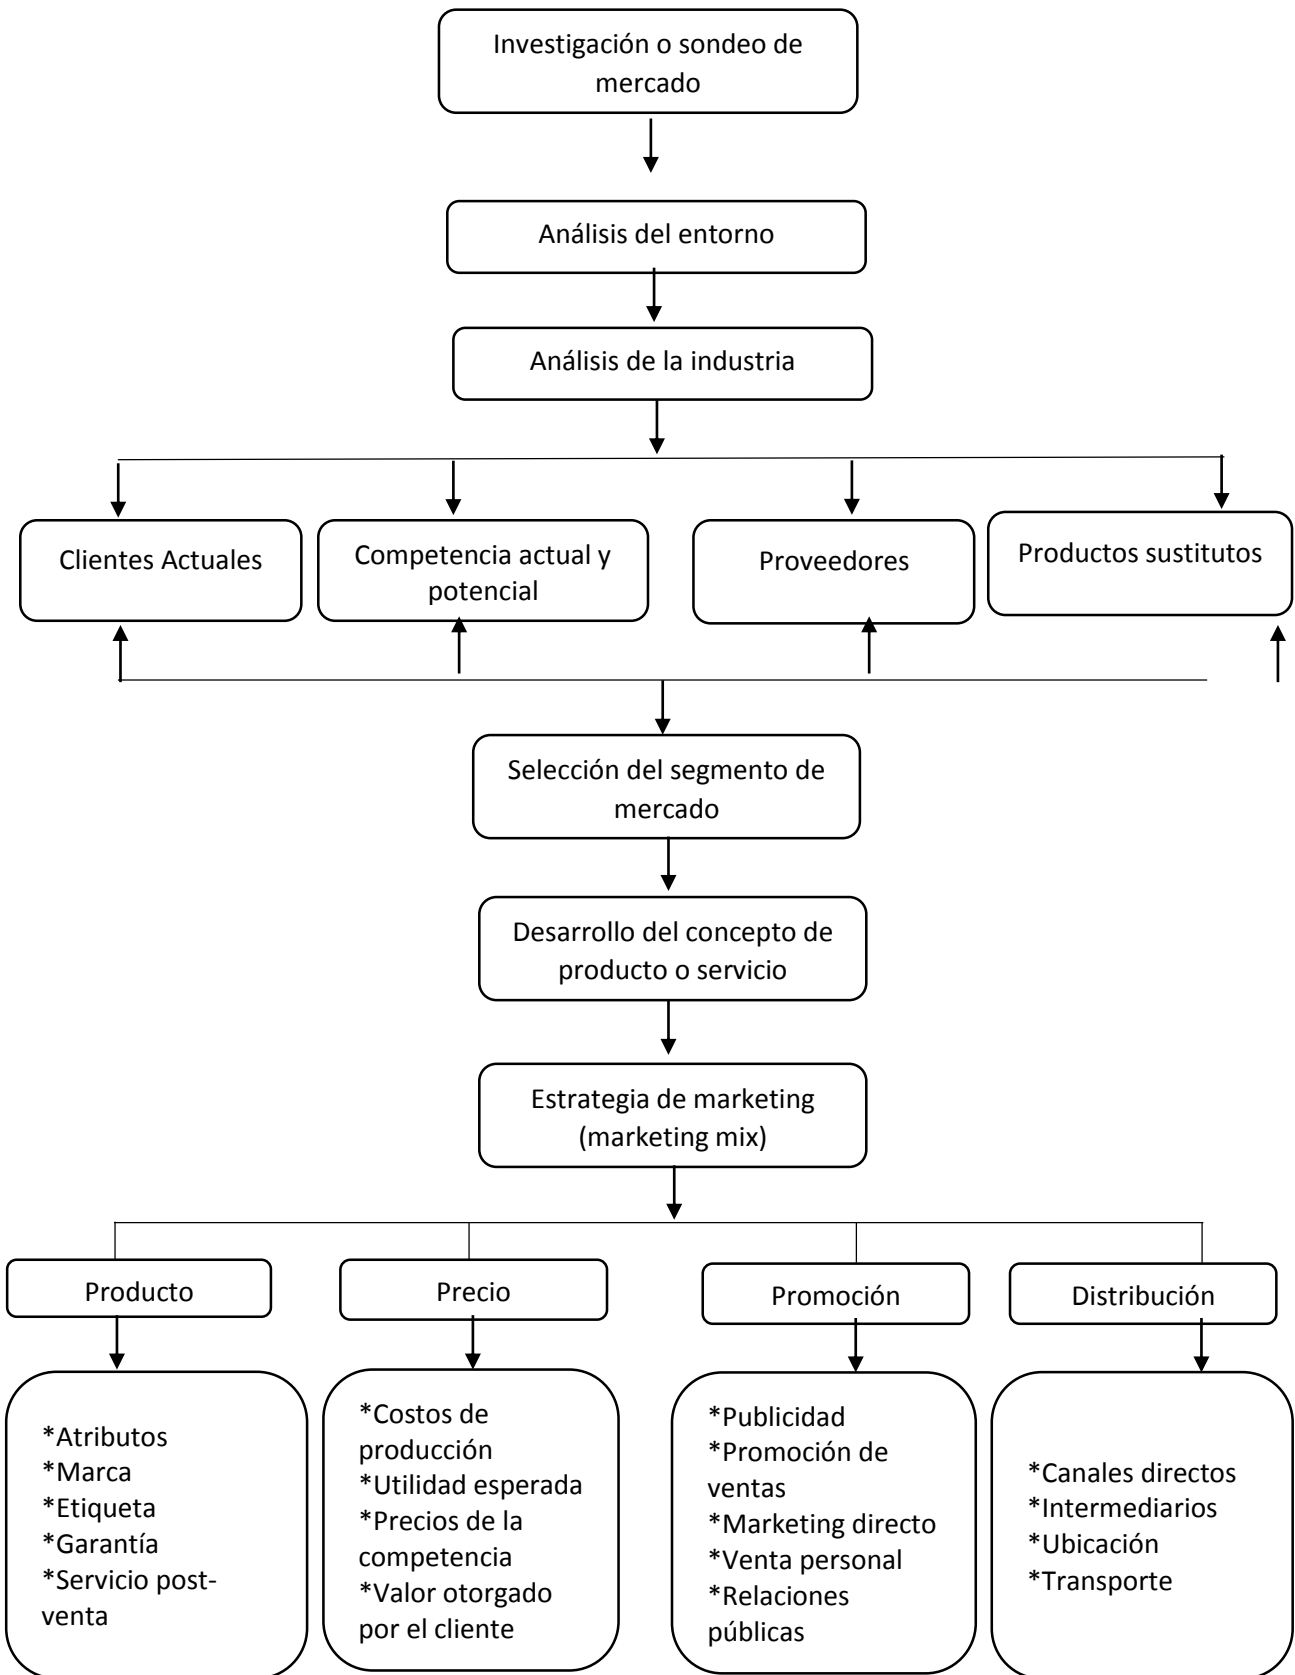 Investigación o sondeo de
mercado
Análisis del entorno
Análisis de la industria
Clientes Actuales
Competencia actual y
potencial
Proveedores
Productos sustitutos
Selección del segmento de
mercado
Desarrollo del concepto de
producto o servicio
Estrategia de marketing
(marketing mix)
Producto
Precio
Promoción
Distribución
*Atributos
*Marca
*Etiqueta
*Garantía
*Servicio post-
venta
*Costos de
producción
*Utilidad esperada
*Precios de la
competencia
*Valor otorgado
por el cliente
*Publicidad
*Promoción de
ventas
*Marketing directo
*Venta personal
*Relaciones
públicas
*Canales directos
*Intermediarios
*Ubicación
*Transporte